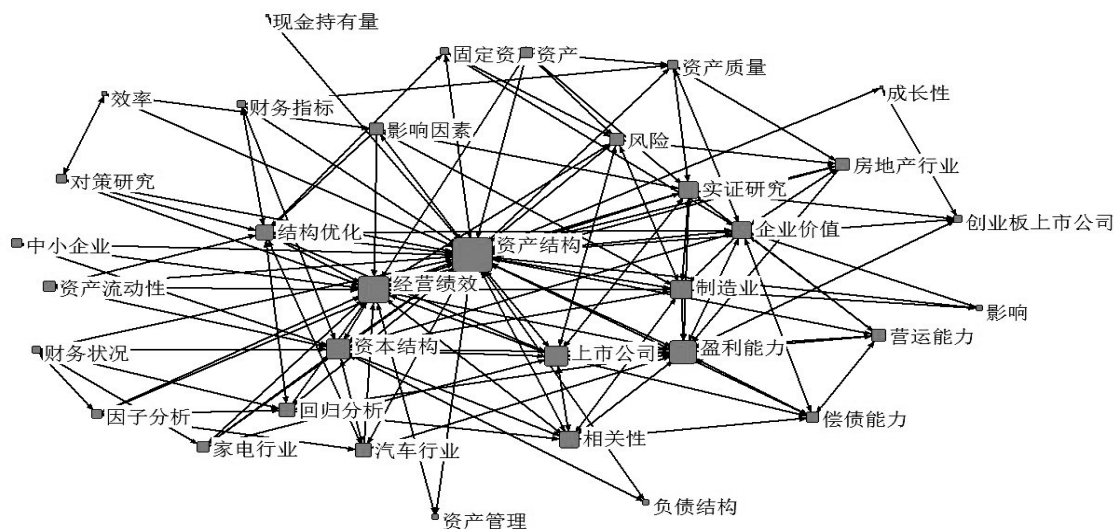 现金持有量
固定资产
资产
资产质量
成长性
效率
财务指标
影响因素
风险
房地产行业
对策研究
实证研究
创业板上市公司
结构优化
企业价值
中小企业
资产结构
资产流动性
经营绩效
制造业
影响
营运能力
财务状况
资本结构
上市公司
盈利能力
因子分析
回归分析
偿债能力
家电行业
汽车行业
相关性
负债结构
资产管理